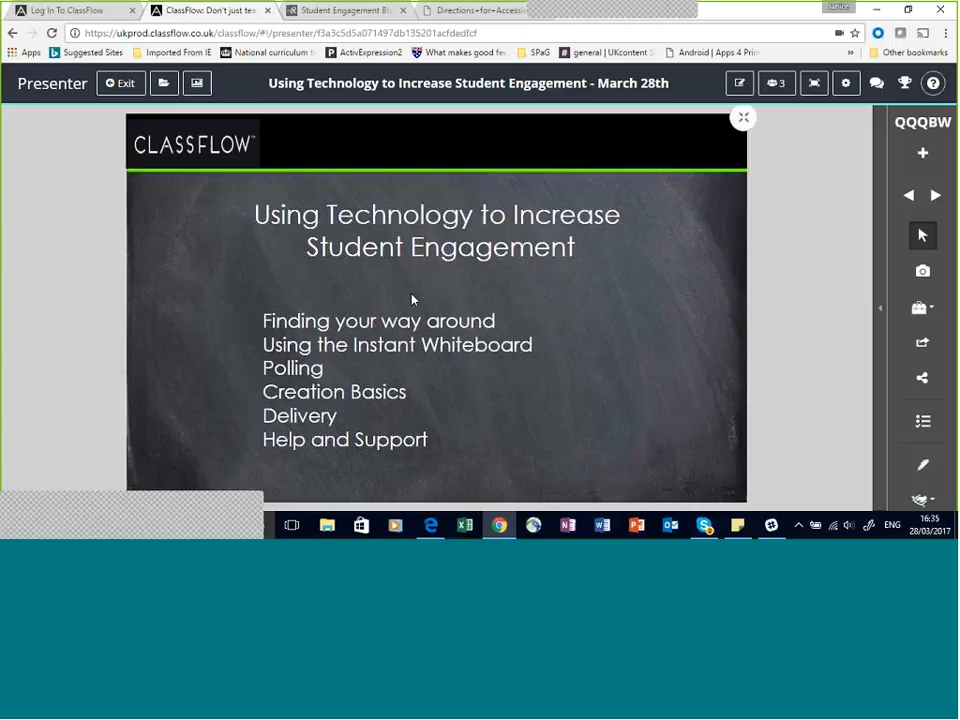 Log In To ClassFlow
ClassFlow: Don't just tea
Student Engagement Bl
Directions+for+Accessi
Janice
https://ukprod.classflow.co.uk/classflow/#!/presenter/f3a3c5d5a071497db135201acfdedfcf
Apps
Suggested Sites
Imported From IE
National curriculum t
ActivExpression2
What makes good fe
SPaG
general | UKcontent S
Android | Apps 4 Prim
»
Other bookmarks
Presenter
Exit
Using Technology to Increase Student Engagement - March 28th
3
QQQBW
CLASSFLOW™
Using Technology to Increase
Student Engagement
Finding your way around
Using the Instant Whiteboard
Polling
Creation Basics
Delivery
Help and Support
ENG
16:35
28/03/2017